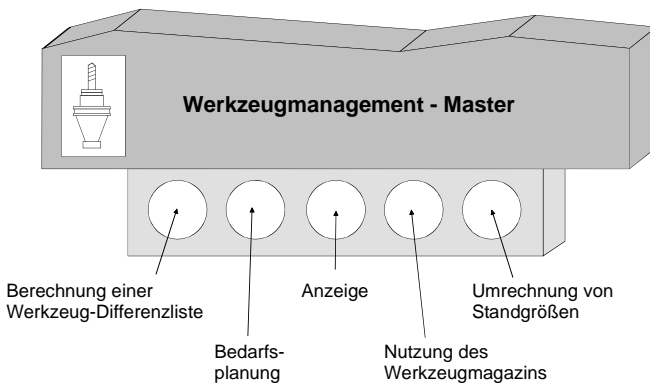 Werkzeugmanagement - Master
Berechnung einer
Werkzeug-Differenzliste
Bedarfs-
planung
Anzeige
Nutzung des
Werkzeugmagazins
Umrechnung von
Standgrößen